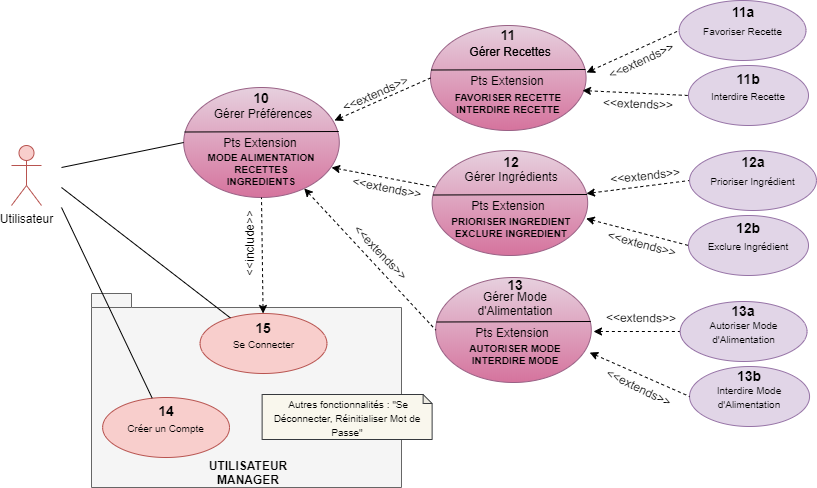 11a
Favoriser Recette
11
Gérer Recettes
Pts Extension
FAVORISER RECETTE
INTERDIRE RECETTE
<<extends>>
11b
Interdire Recette
<<extends>>
<<extends>>
10
Gérer Préférences
Pts Extension
MODE ALIMENTATION
RECETTES
INGREDIENTS
Utilisateur
12
Gérer Ingrédients
Pts Extension
PRIORISER INGREDIENT
EXCLURE INGREDIENT
<<extends>>
<<extends>>
12a
Prioriser Ingrédient
<<extends>>
12b
Exclure Ingrédient
<<include>>
<<extends>>
13
Gérer Mode
d'Alimentation
Pts Extension
AUTORISER MODE
INTERDIRE MODE
<<extends>>
13a
Autoriser Mode
d'Alimentation
<<extends>>
13b
Interdire Mode
d'Alimentation
15
Se Connecter
14
Créer un Compte
Autres fonctionalités : "Se
Déconnecter, Réinitialiser Mot de
Passe"
UTILISATEUR
MANAGER